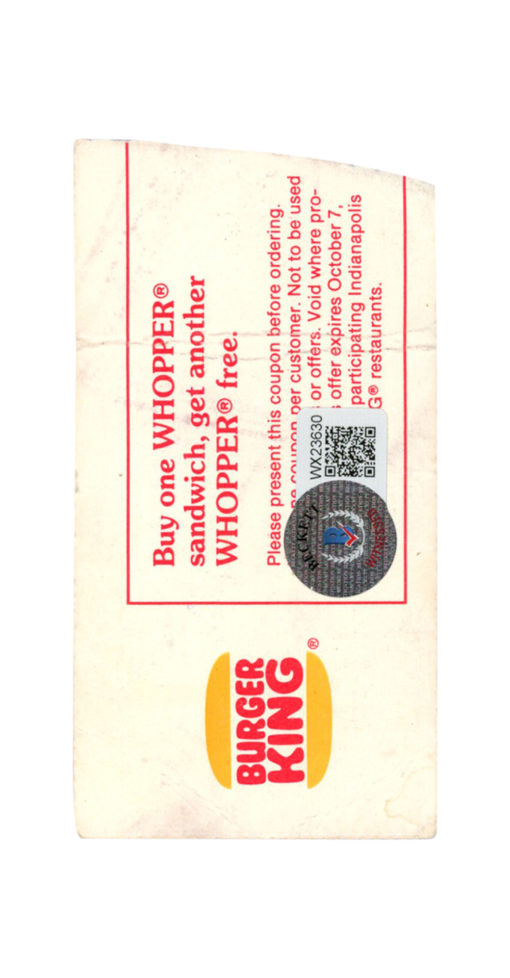 Buy one WHOPPER®
sandwich, get another
WHOPPER® free.
Please present this coupon before ordering.
coupon per customer. Not to be used
or offers. Void where pro-
offer expires October 7,
participating Indianapolis
G® restaurants.
WX23630
BECKETT
B
WITNESSED
BURGER
KING®